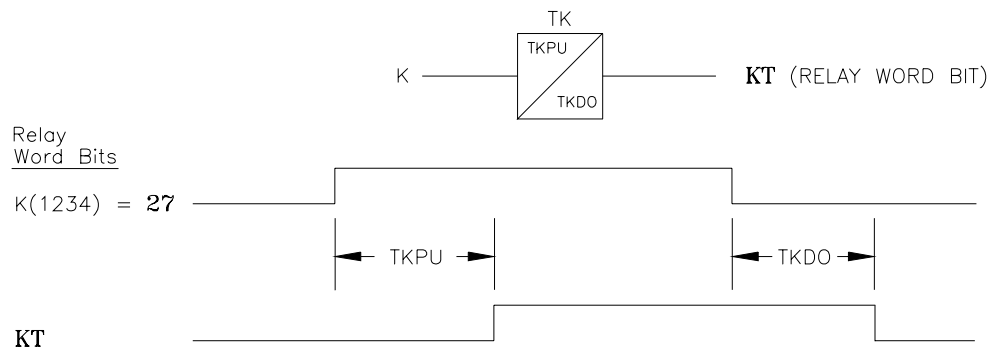 TK
TKPU
K
KT (RELAY WORD BIT)
TKDO
Relay
Word Bits
K(1234) = 27
TKPU
TKDO
KT